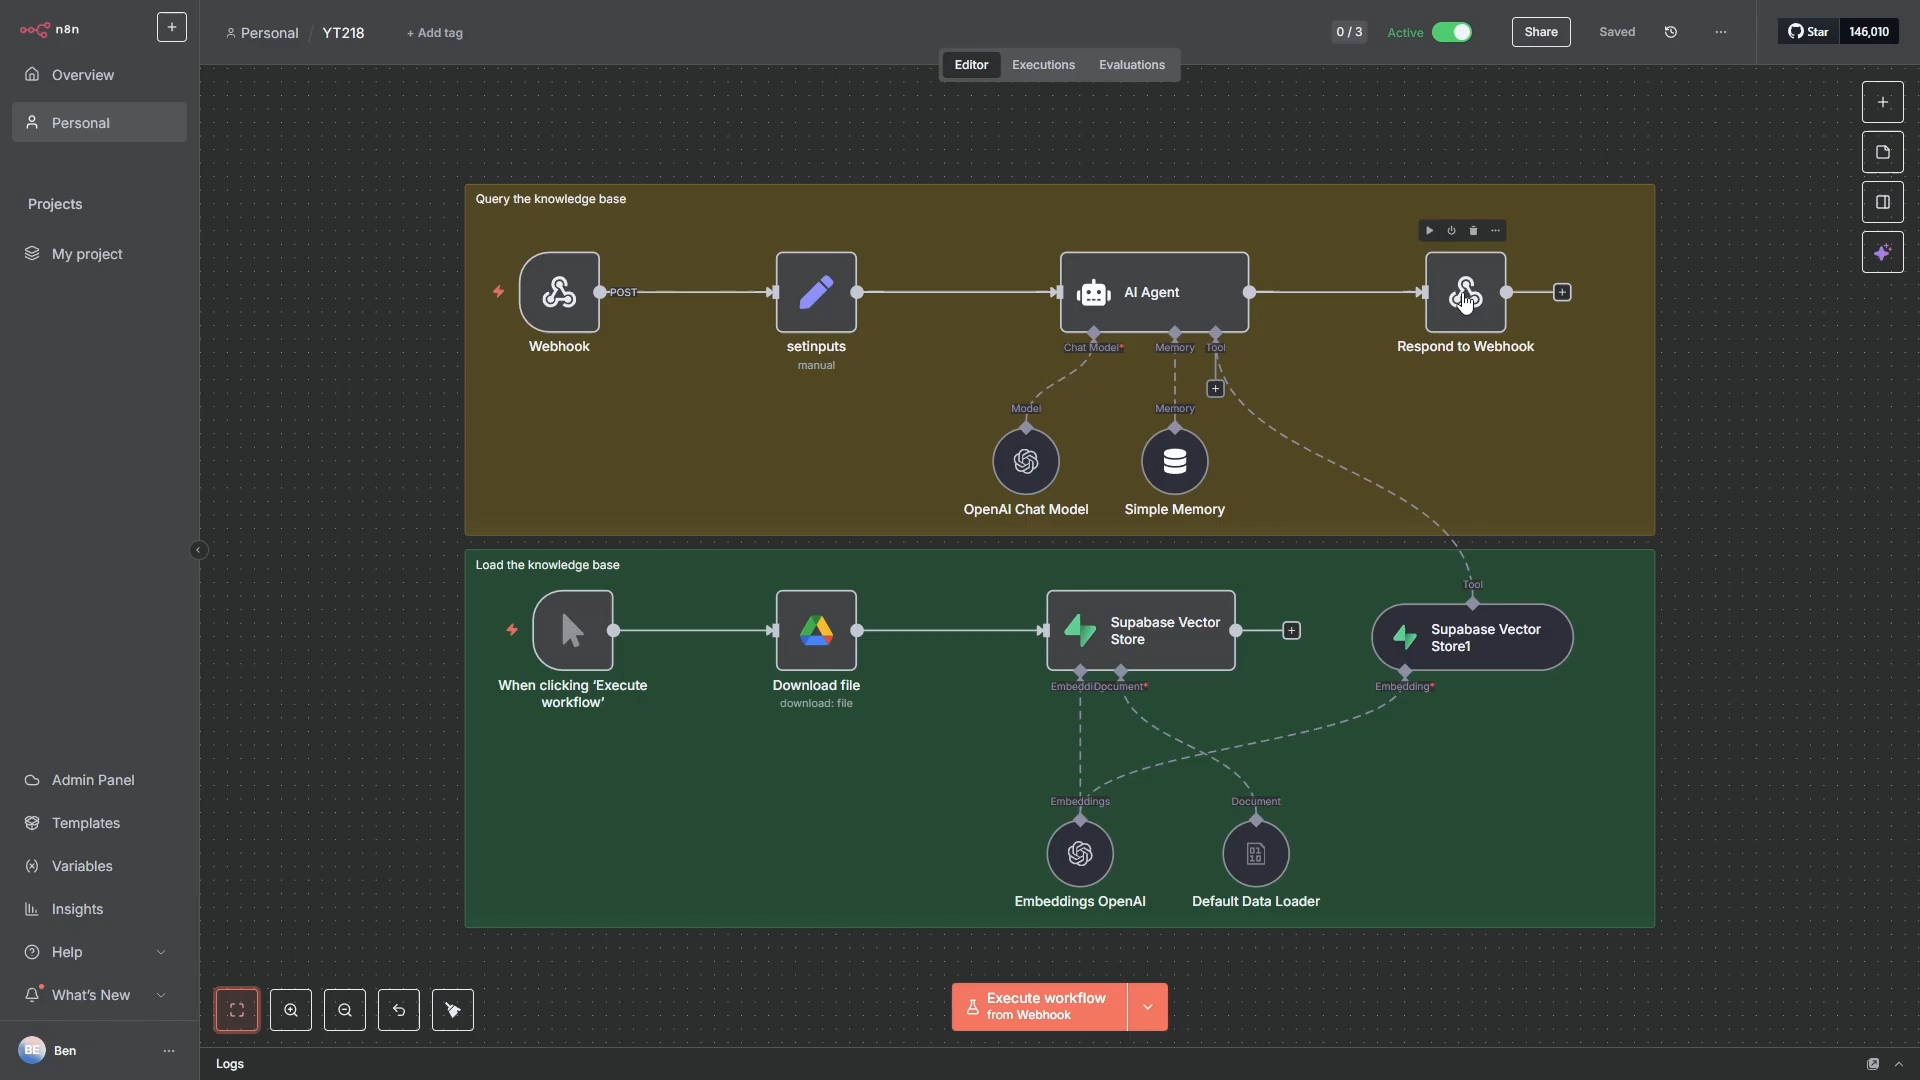 n8n
+
Personal / YT218
+ Add tag
0 / 3
Active
Share
Saved
...
Star
146,010
Editor
Executions
Evaluations
Overview
Personal
Projects
My project
Query the knowledge base
POST
AI Agent
Webhook
setinputs
manual
Chat Model*
Memory
Tool
Respond to Webhook
Model
Memory
OpenAI Chat Model
Simple Memory
Load the knowledge base
Tool
Supabase Vector
Store
Supabase Vector
Store1
When clicking ‘Execute
workflow’
Download file
download: file
Embeddi
Document*
Embedding*
Embeddings
Document
01
10
Embeddings OpenAI
Default Data Loader
Admin Panel
Templates
Variables
Insights
Help
What’s New
Execute workflow
from Webhook
BE
Ben
...
Logs